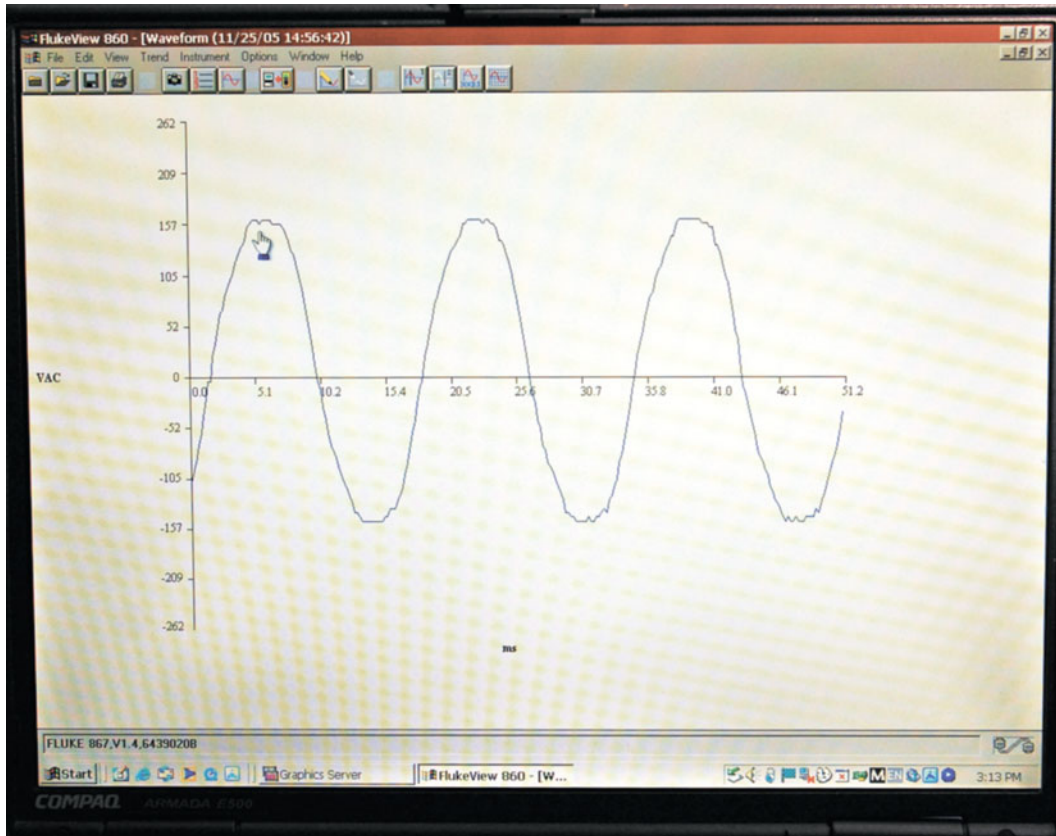 FlukeView 860 - [Waveform (11/25/05 14:56:42)]
File Edit View Trend Instrument Options Window Help
262
209
157
105
52
VAC
0
0.0 5.1 10.2 15.4 20.5 25.6 30.7 35.8 41.0 46.1 51.2
-52
-105
-157
-209
-262
ms
FLUKE 867,V1.4,64390208
Start Graphics Server FlukeView 860 - [W... 3:13 PM
COMPAQ ARMADA E500